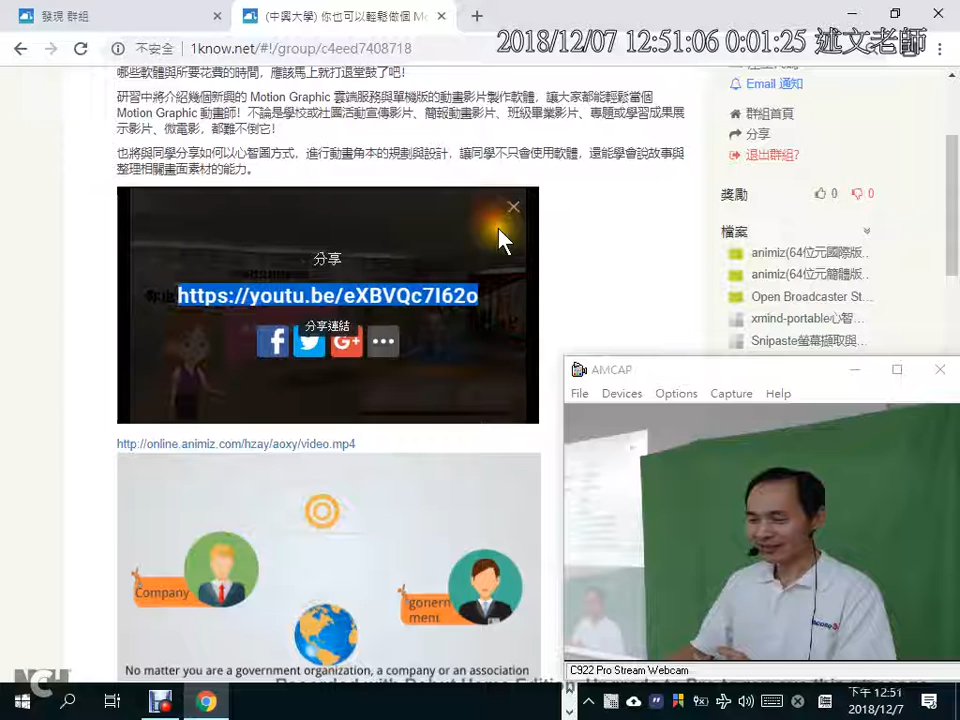 發現 群組
(中興大學) 你也可以輕鬆做個 Mo
不安全
1know.net/#!/group/c4eed7408718
2018/12/07 12:51:06 0:01:25 述文老師
哪些軟體與所要花費的時間，應該馬上就打退堂鼓了吧!
研習中將介紹幾個新興的 Motion Graphic 雲端服務與單機版的動畫影片製作軟體，讓大家都能輕鬆當個
Motion Graphic 動畫師! 不論是學校或社團活動宣傳影片、簡報動畫影片、班級畢業影片、專題或學習成果展
示影片、微電影，都難不倒它!
也將與同學分享如何以心智圖方式，進行動畫角本的規劃與設計，讓同學不只會使用軟體，還能學會說故事與
整理相關畫面素材的能力。
分享
https://youtu.be/eXBVQc7I62o
分享連結
http://online.animiz.com/hzay/aoxy/video.mp4
Company
gonern
ment
No matter you are a government organization, a company or an association
Email 通知
群組首頁
分享
退出群組?
獎勵
0
0
檔案
animiz(64位元國際版..
animiz(64位元簡體版..
Open Broadcaster St...
xmind-portable心智...
Snipaste螢幕擷取與...
AMCAP
File Devices Options Capture Help
C922 Pro Stream Webcam
NCH
下午 12:51
2018/12/7